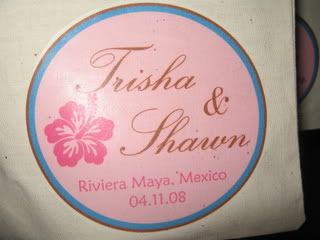 Trisha
&
Shawn
Riviera Maya, Mexico
04.11.08